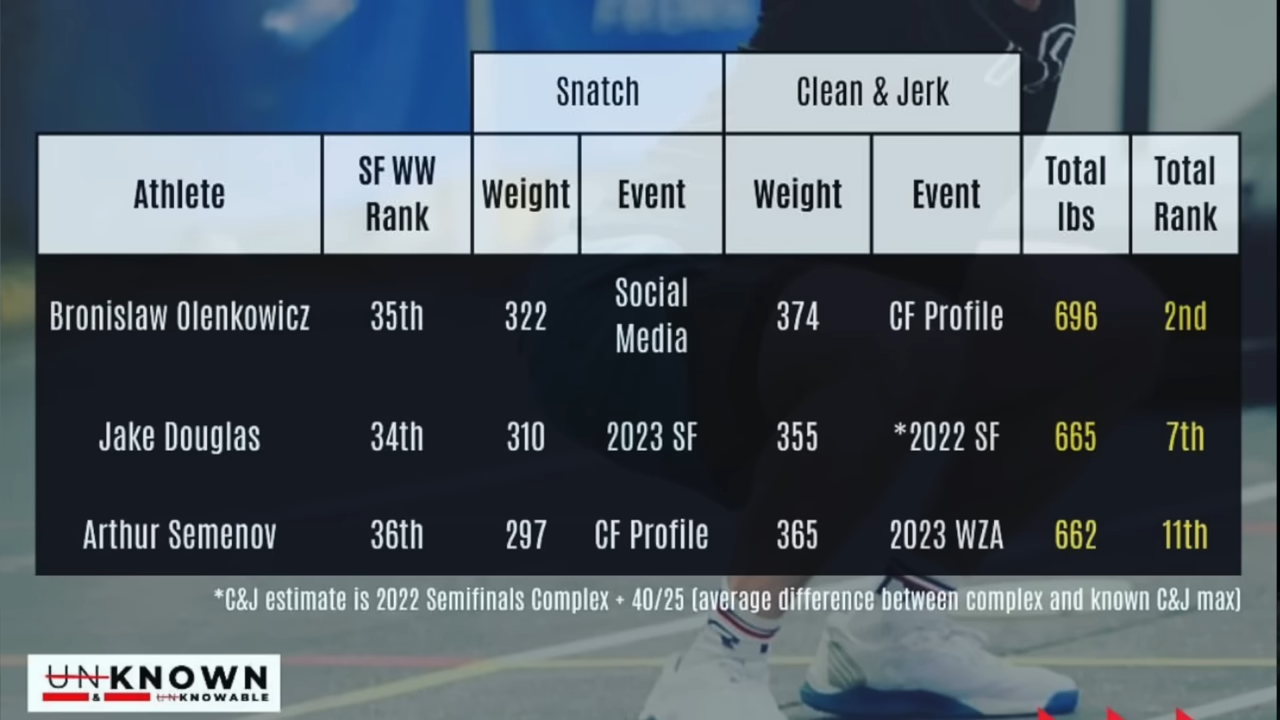 Snatch Clean & Jerk
Athlete SF WW Rank Weight Event Weight Event Total lbs Total Rank
Bronislaw Olenkowicz 35th 322 Social Media 374 CF Profile 696 2nd
Jake Douglas 34th 310 2023 SF 355 *2022 SF 665 7th
Arthur Semenov 36th 297 CF Profile 365 2023 WZA 662 11th
*C&J estimate is 2022 Semifinals Complex + 40/25 (average difference between complex and known C&J max)
UNKNOWN
& UNKNOWABLE